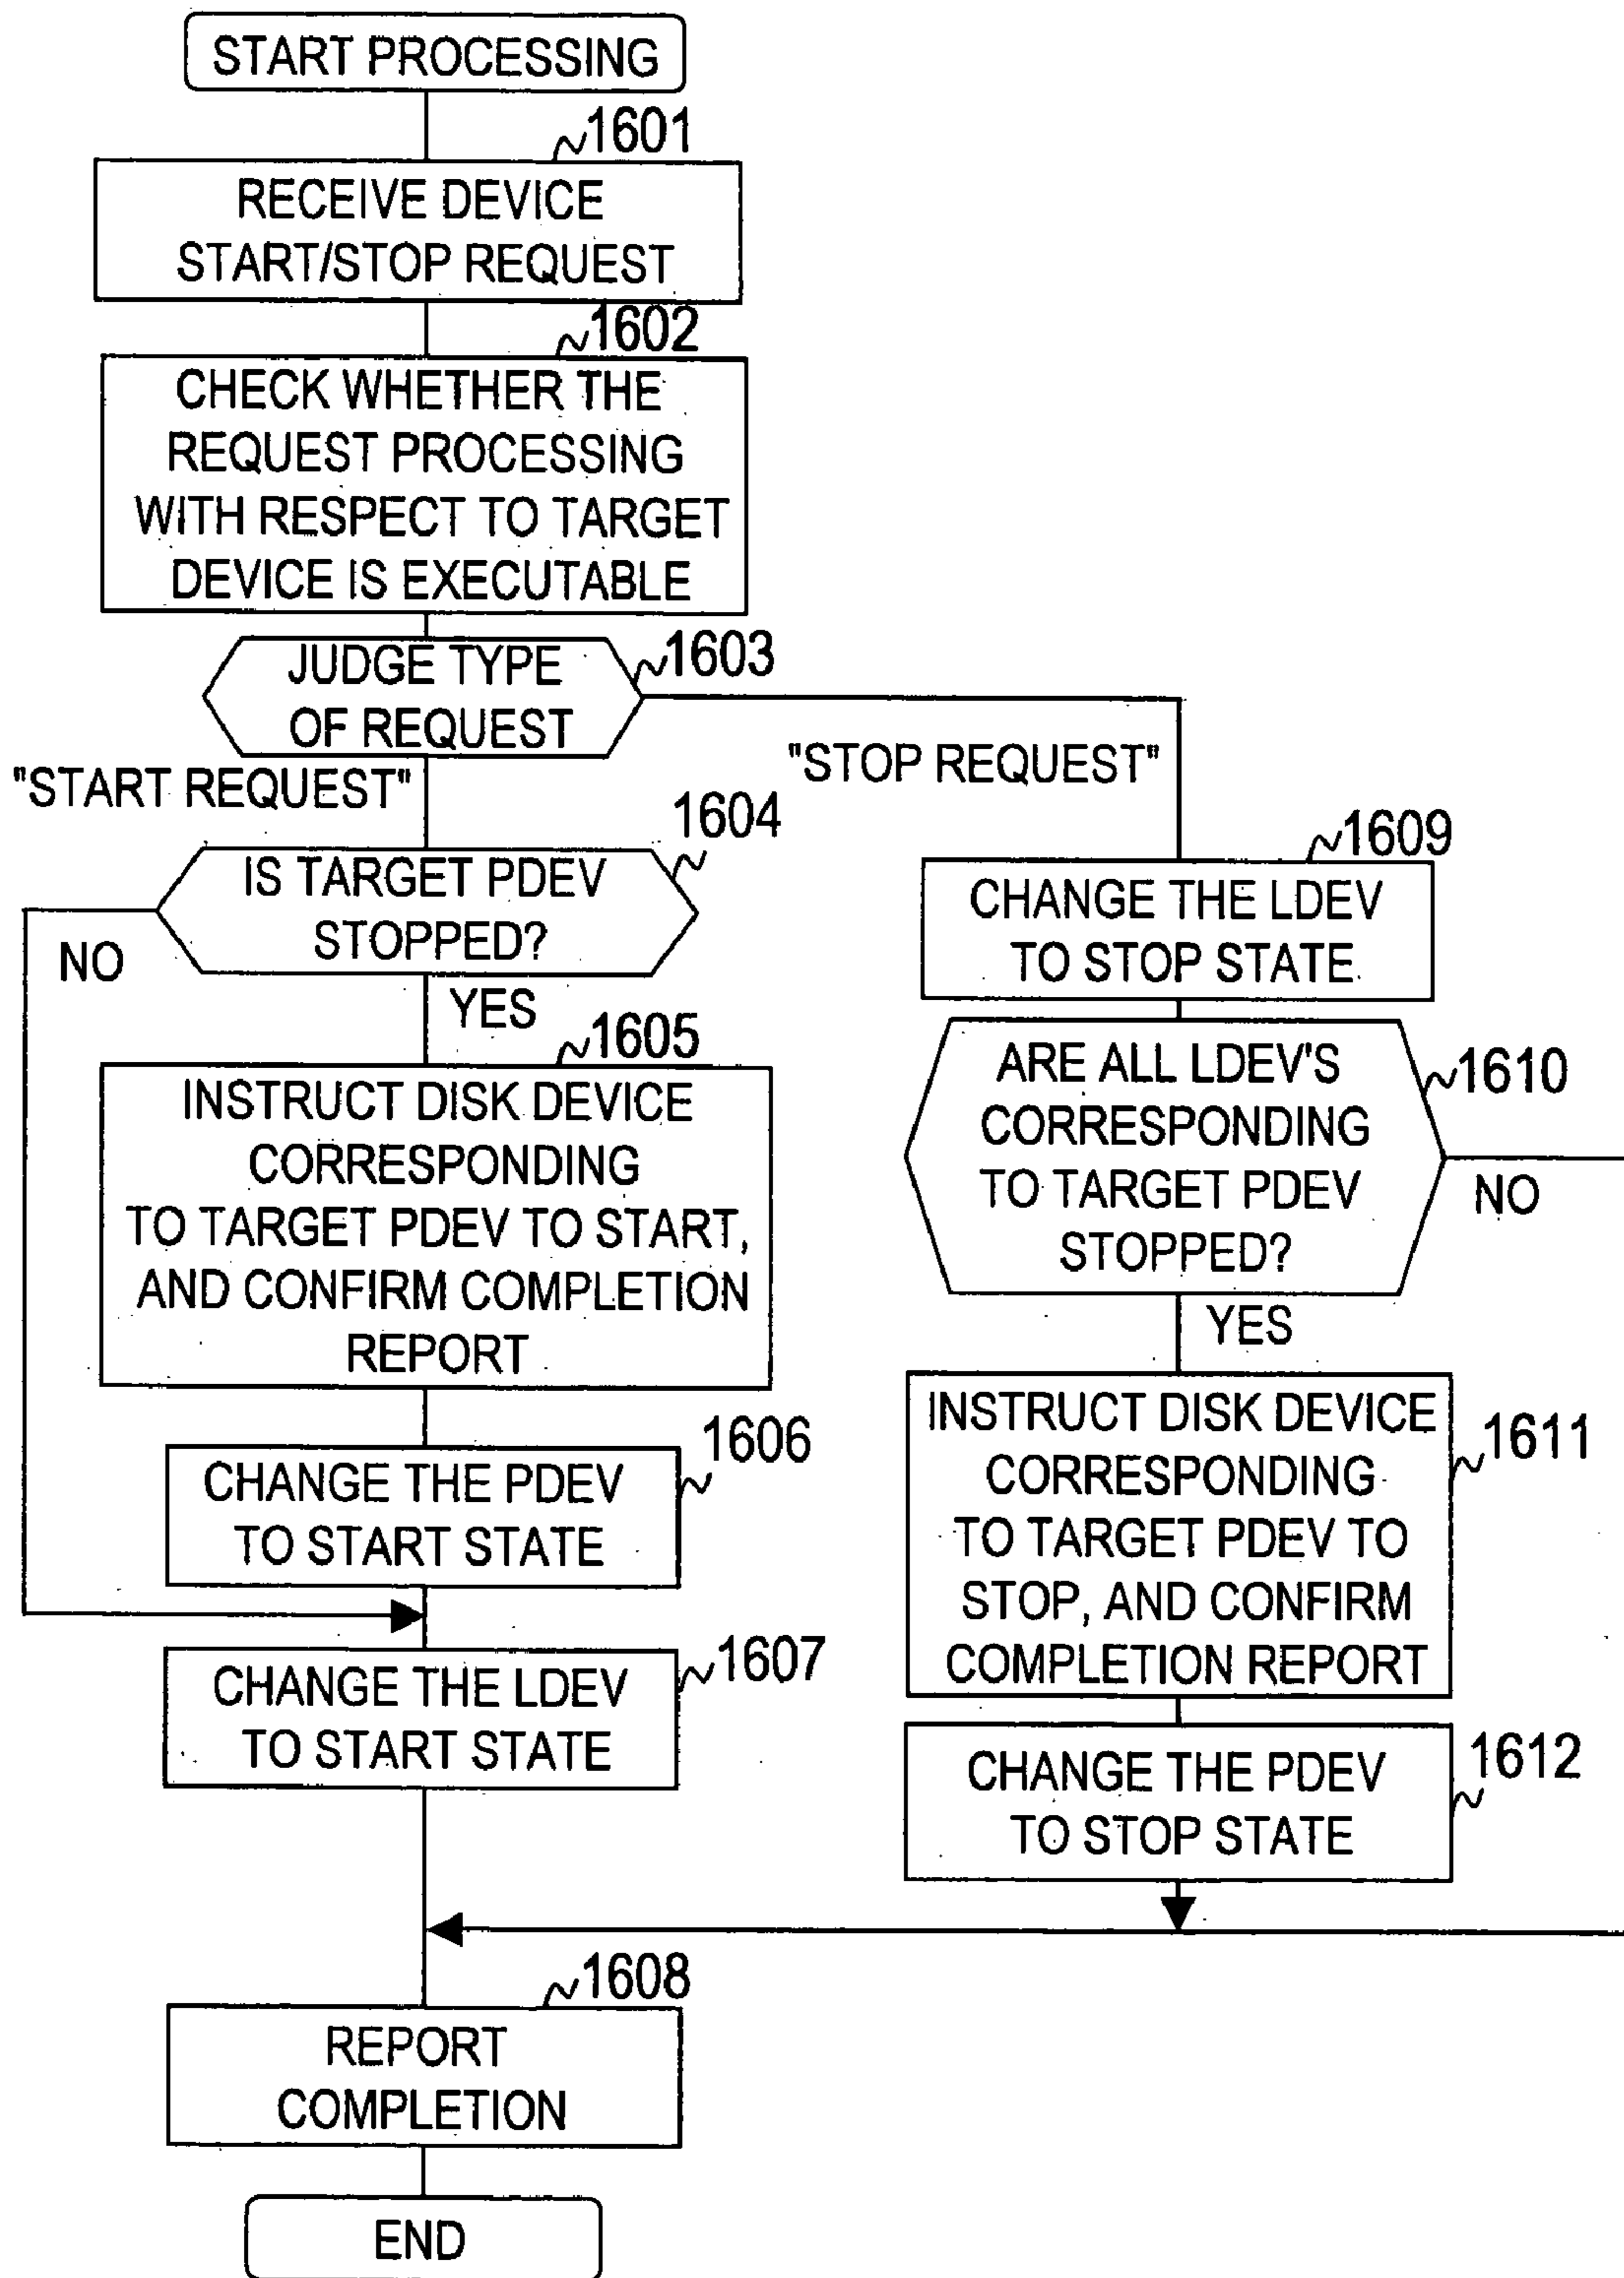 START PROCESSING
1601
RECEIVE DEVICE
START/STOP REQUEST
1602
CHECK WHETHER THE
REQUEST PROCESSING
WITH RESPECT TO TARGET
DEVICE IS EXECUTABLE
1603
JUDGE TYPE
OF REQUEST
"START REQUEST"
"STOP REQUEST"
1604
IS TARGET PDEV
STOPPED?
NO
YES
1605
INSTRUCT DISK DEVICE
CORRESPONDING
TO TARGET PDEV TO START,
AND CONFIRM COMPLETION
REPORT
1606
CHANGE THE PDEV
TO START STATE
1607
CHANGE THE LDEV
TO START STATE
1609
CHANGE THE LDEV
TO STOP STATE
1610
ARE ALL LDEV'S
CORRESPONDING
TO TARGET PDEV
STOPPED?
NO
YES
1611
INSTRUCT DISK DEVICE
CORRESPONDING
TO TARGET PDEV TO
STOP, AND CONFIRM
COMPLETION REPORT
1612
CHANGE THE PDEV
TO STOP STATE
1608
REPORT
COMPLETION
END